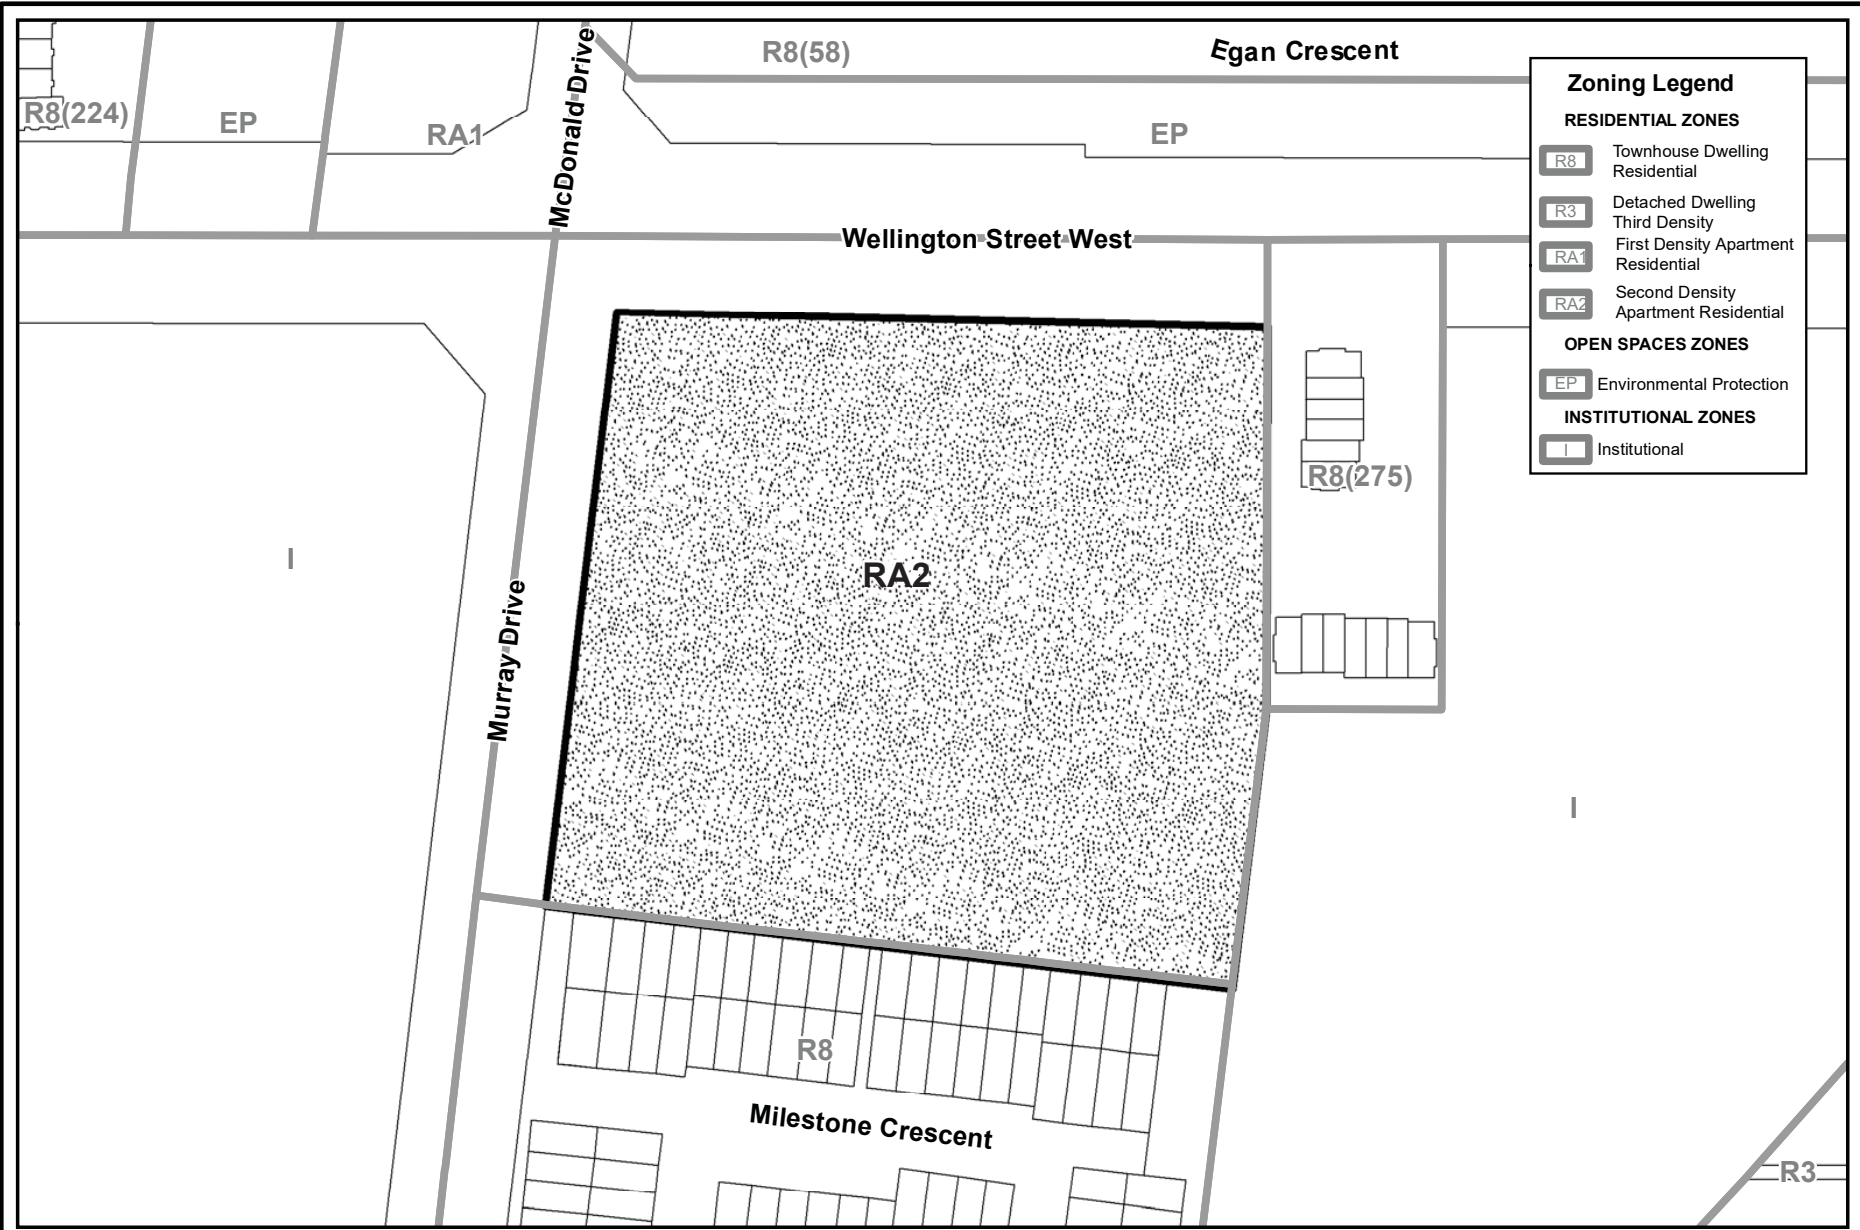 R8(58)
Egan Crescent
R8(224)
EP
RA1
McDonald Drive
EP
Wellington Street West
Zoning Legend
RESIDENTIAL ZONES
R8
Townhouse Dwelling
Residential
R3
Detached Dwelling
Third Density
RA1
First Density Apartment
Residential
RA2
Second Density
Apartment Residential
OPEN SPACES ZONES
EP
Environmental Protection
INSTITUTIONAL ZONES
I
Institutional
R8(275)
I
RA2
Murray Drive
I
R8
Milestone Crescent
R3